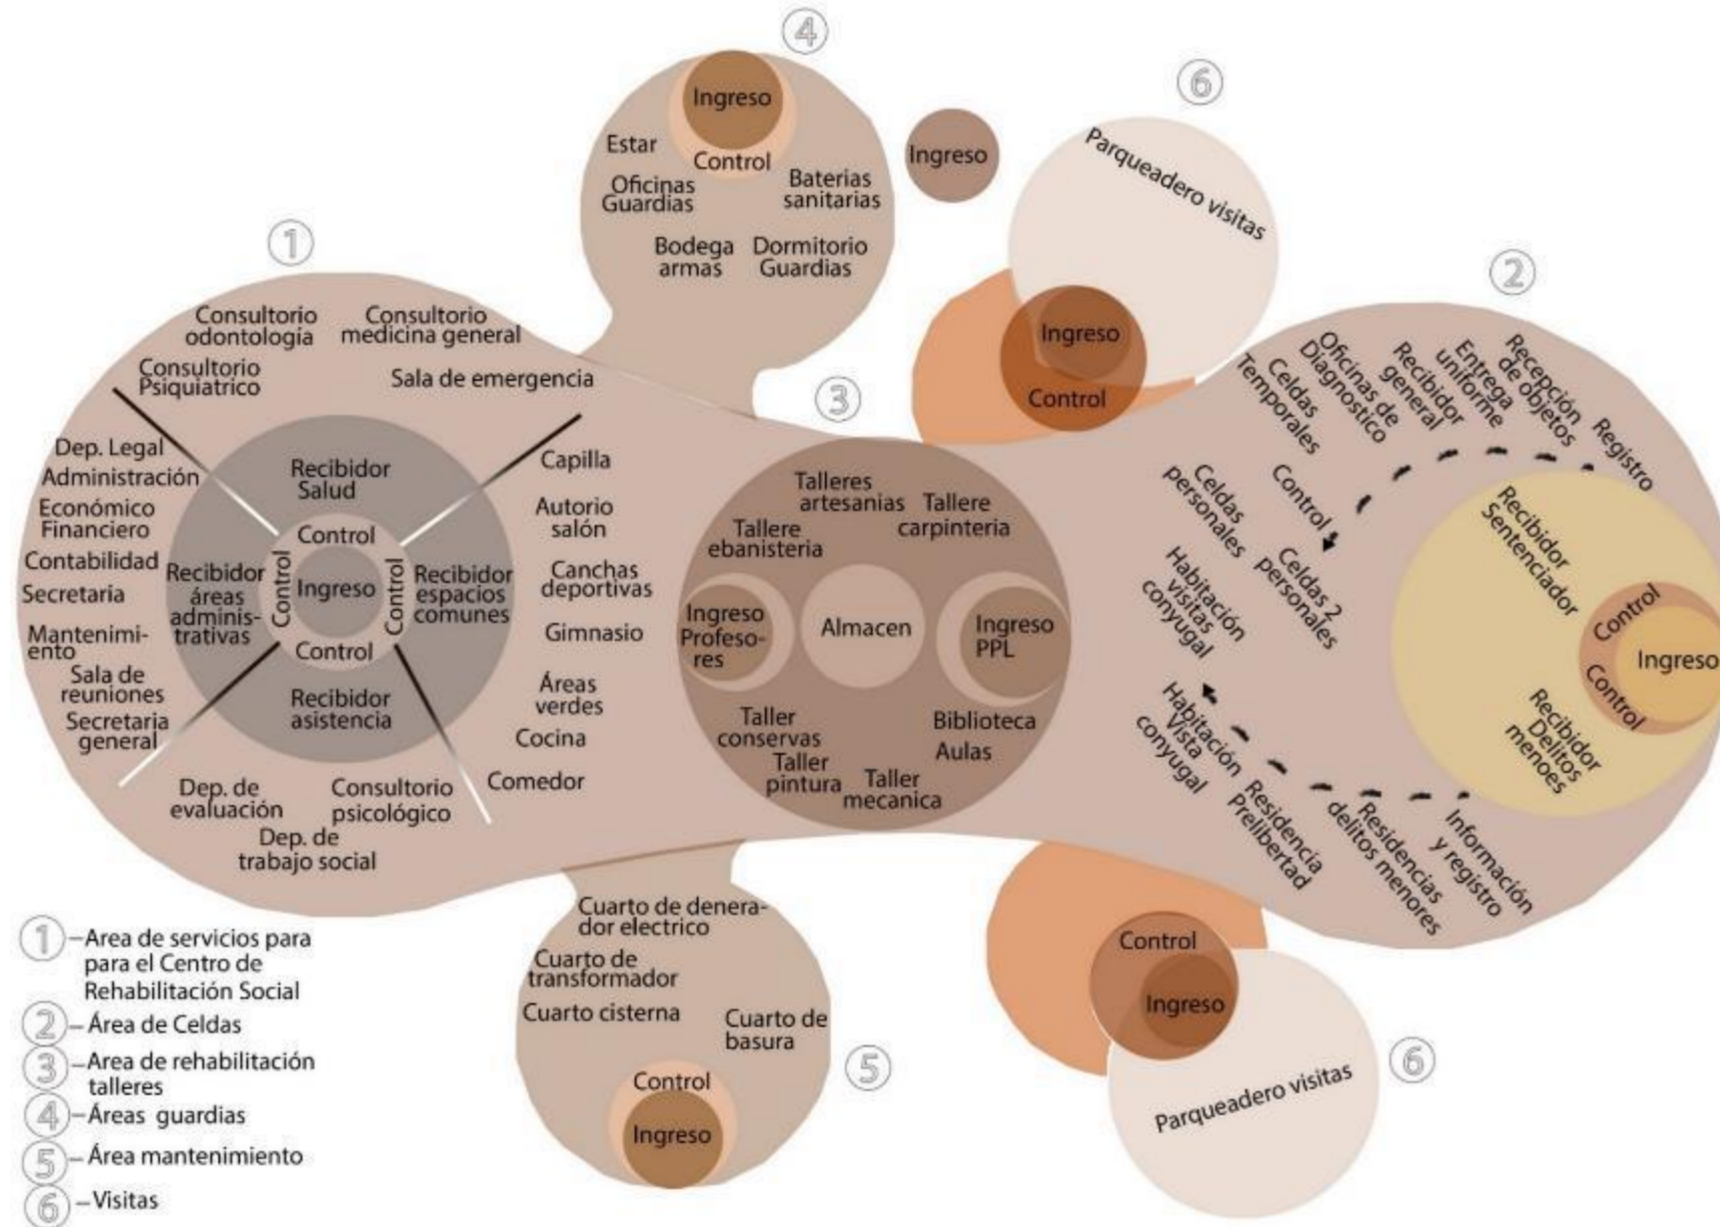 4
Ingreso
Control
Estar
Oficinas
Guardias
Baterias
sanitarias
Bodega
armas
Dormitorio
Guardias
Ingreso
6
Parqueadero visitas
Ingreso
Control
1
Consultorio
odontología
Consultorio
medicina general
Consultorio
Psiquiatrico
Sala de emergencia
Dep. Legal
Administración
Económico
Financiero
Contabilidad
Secretaria
Mantenimi-
ento
Sala de
reuniones
Secretaria
general
Recibidor
Salud
Control
Control
Ingreso
Control
Control
Recibidor
áreas
adminis-
trativas
Recibidor
espacios
comunes
Recibidor
asistencia
Capilla
Autorio
salón
Canchas
deportivas
Gimnasio
Áreas
verdes
Cocina
Comedor
Dep. de
evaluación
Consultorio
psicológico
Dep. de
trabajo social
3
Talleres
artesanias
Tallere
carpinteria
Tallere
ebanisteria
Ingreso
Profeso-
res
Almacen
Ingreso
PPL
Taller
conservas
Biblioteca
Aulas
Taller
pintura
Taller
mecanica
2
Celdas
Temporales
Oficinas de
Diagnostico
Recibidor
general
Entrega
uniforme
Recepción
de objetos
Registro
Control
Celdas
personales
Celdas 2
personales
Habitación
visitas
conyugal
Recibidor
Sentenciador
Control
Ingreso
Control
Recibidor
Delitos
menoes
Habitación
Vista
conyugal
Residencia
Prelibertad
Residencias
delitos menores
Información
y registro
Cuarto de denera-
dor electrico
Cuarto de
transformador
Cuarto cisterna
Cuarto de
basura
Control
Ingreso
5
Control
Ingreso
Parqueadero visitas
6
1 – Area de servicios para
para el Centro de
Rehabilitación Social
2 – Área de Celdas
3 – Area de rehabilitación
talleres
4 – Áreas guardias
5 – Área mantenimiento
6 – Visitas